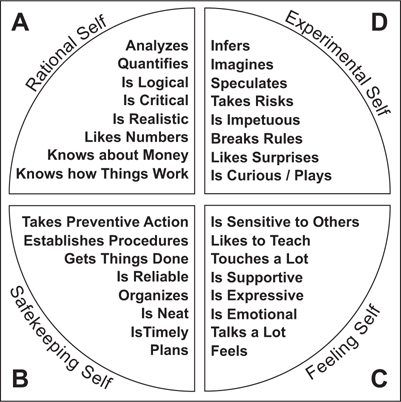 A
Rational Self
Analyzes
Quantifies
Is Logical
Is Critical
Is Realistic
Likes Numbers
Knows about Money
Knows how Things Work
D
Experimental Self
Infers
Imagines
Speculates
Takes Risks
Is Impetuous
Breaks Rules
Likes Surprises
Is Curious / Plays
Takes Preventive Action
Establishes Procedures
Gets Things Done
Is Reliable
Organizes
Is Neat
IsTimely
Plans
Safekeeping Self
B
Is Sensitive to Others
Likes to Teach
Touches a Lot
Is Supportive
Is Expressive
Is Emotional
Talks a Lot
Feels
Feeling Self
C